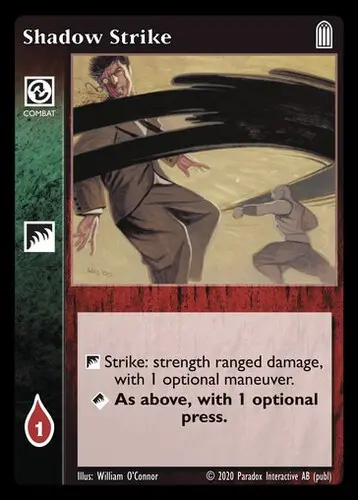 Shadow Strike
COMBAT
Strike: strength ranged damage,
with 1 optional maneuver.
As above, with 1 optional
press.
1
Illus: William O'Connor © 2020 Paradox Interactive AB (publ)